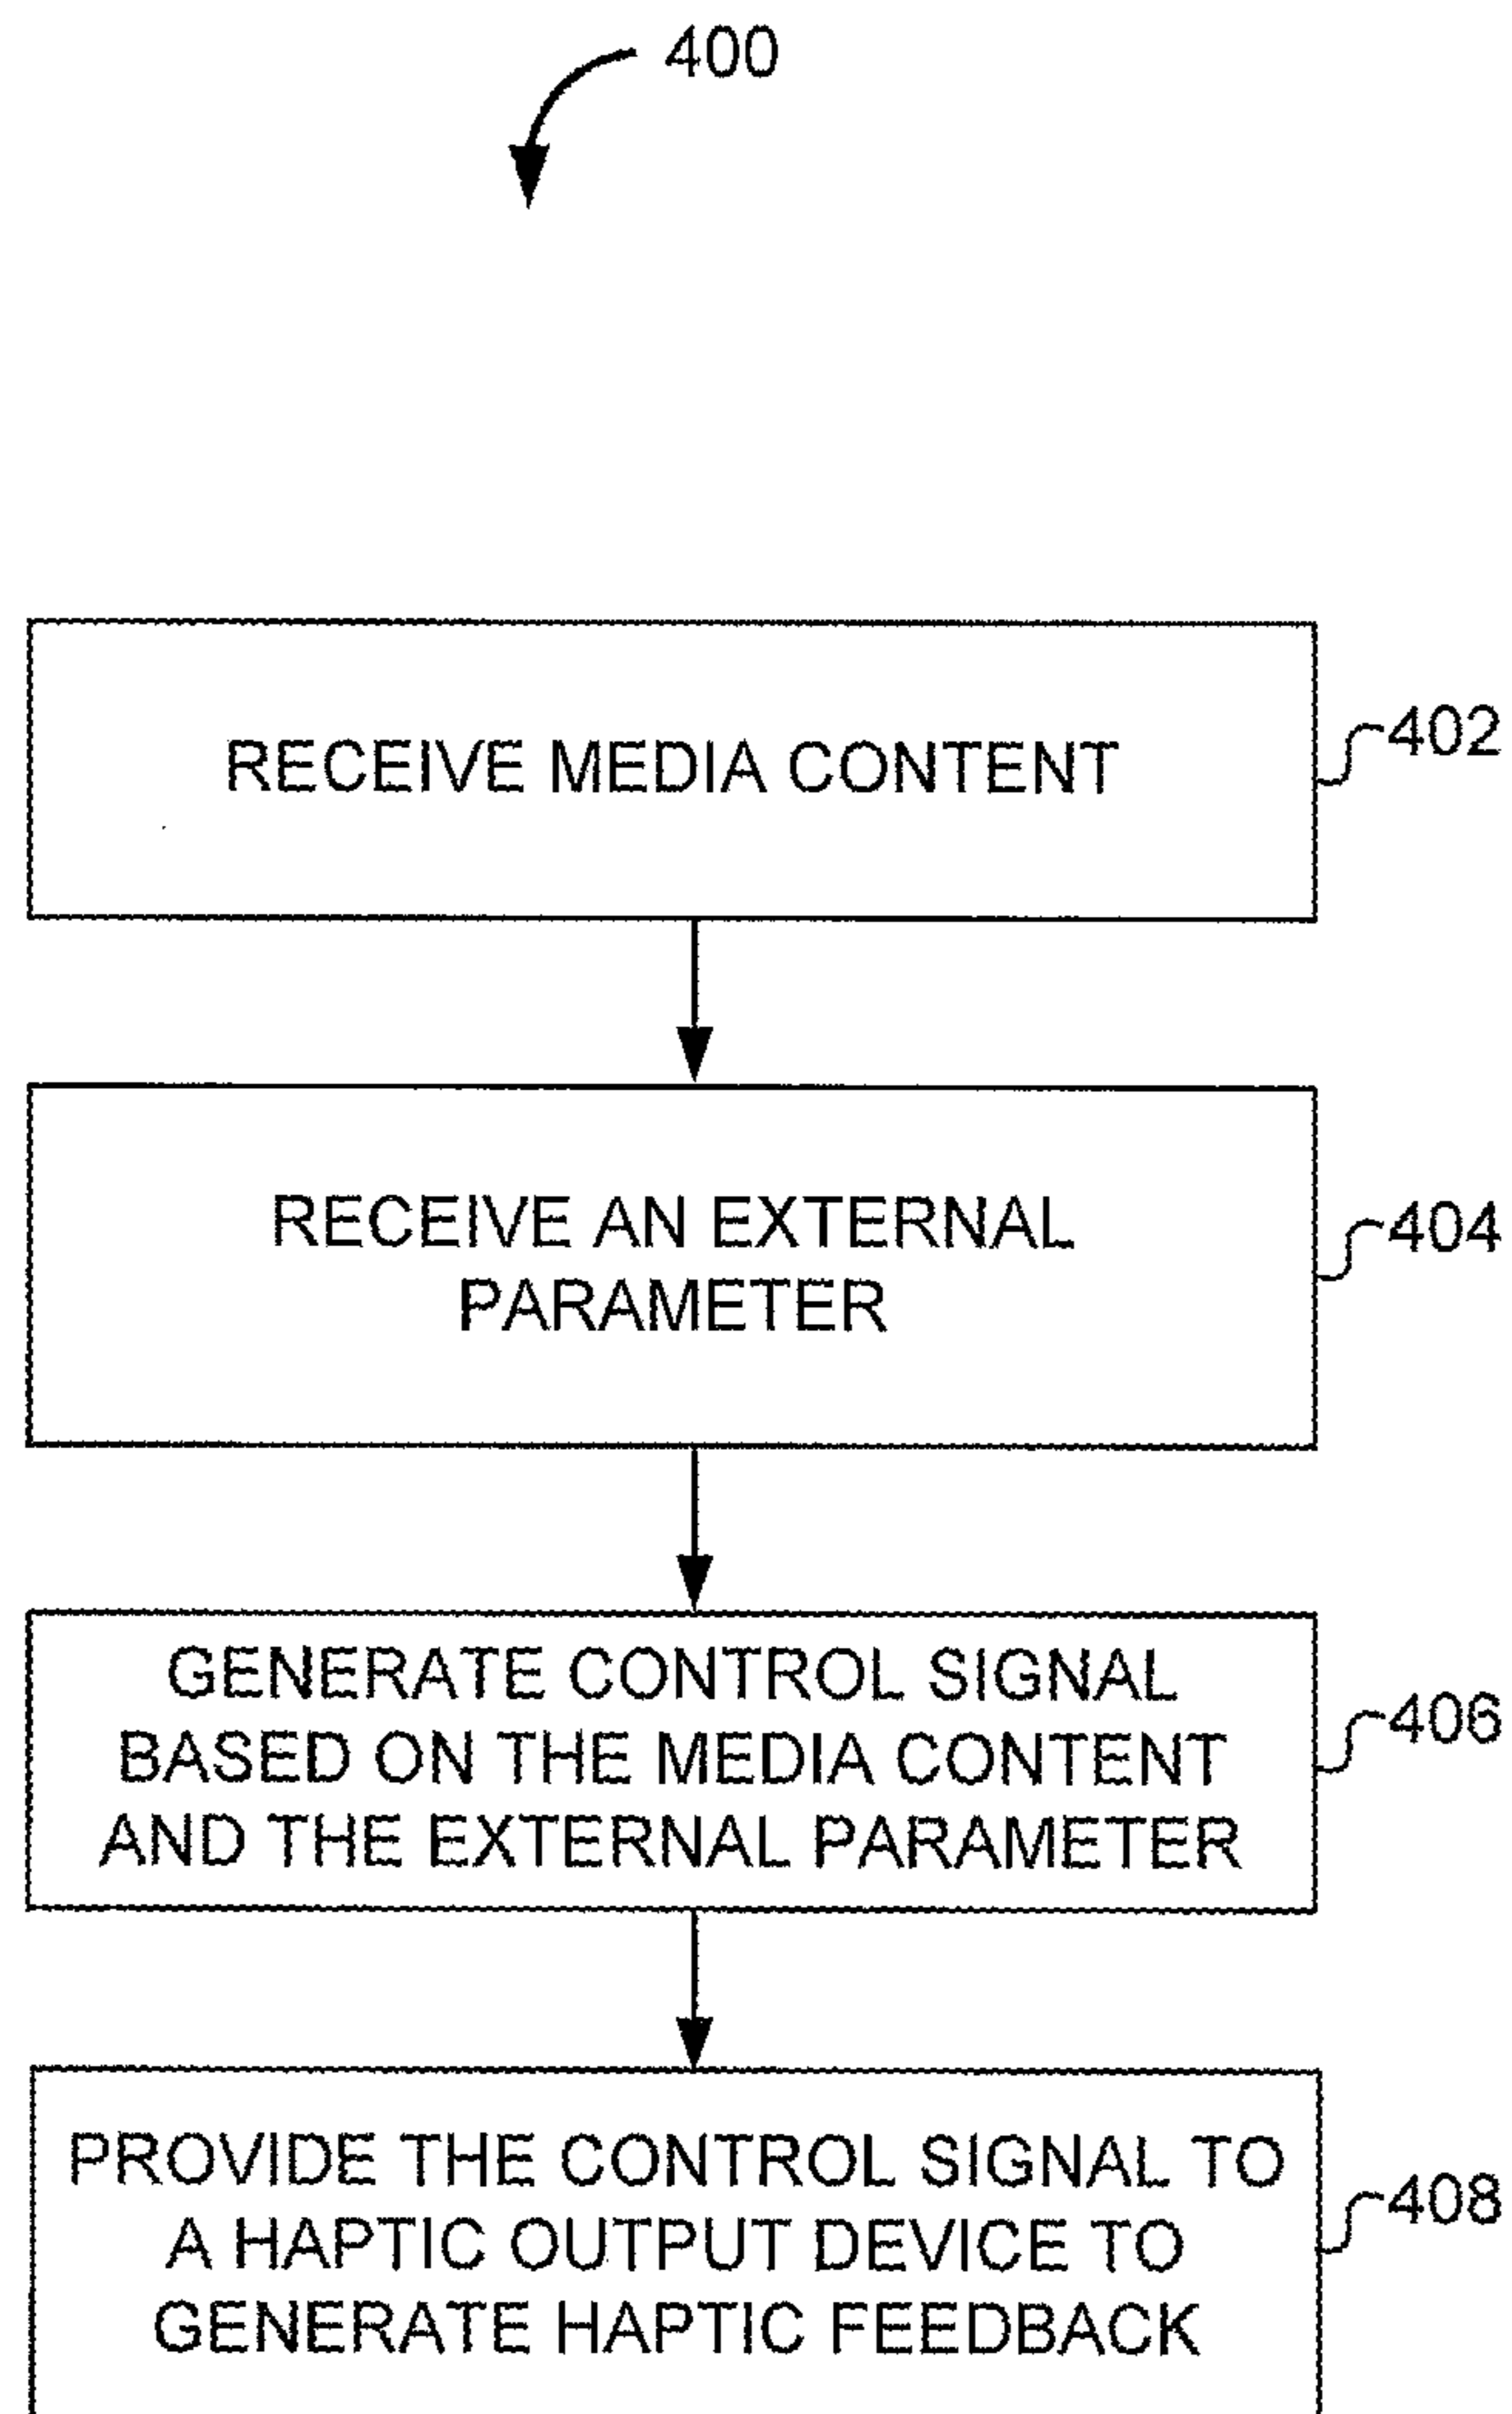 400
RECEIVE MEDIA CONTENT
402
RECEIVE AN EXTERNAL
PARAMETER
404
GENERATE CONTROL SIGNAL
BASED ON THE MEDIA CONTENT
AND THE EXTERNAL PARAMETER
406
PROVIDE THE CONTROL SIGNAL TO
A HAPTIC OUTPUT DEVICE TO
GENERATE HAPTIC FEEDBACK
408